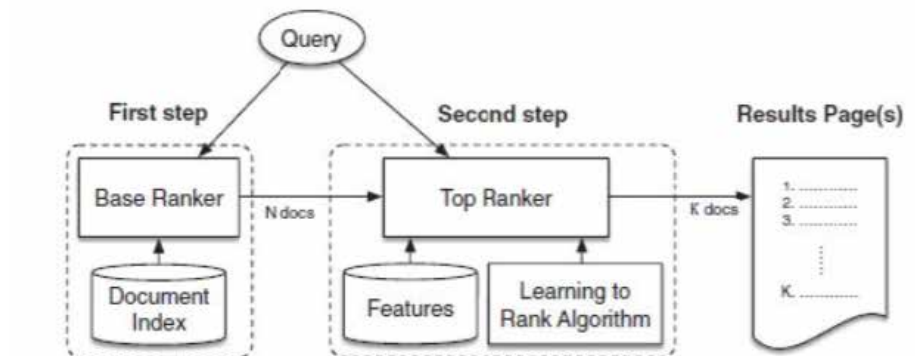 Query
First step
Second step
Results Page(s)
Base Ranker
N docs
Top Ranker
K docs
1.
2.
3.
K.
Document
Index
Features
Learning to
Rank Algorithm